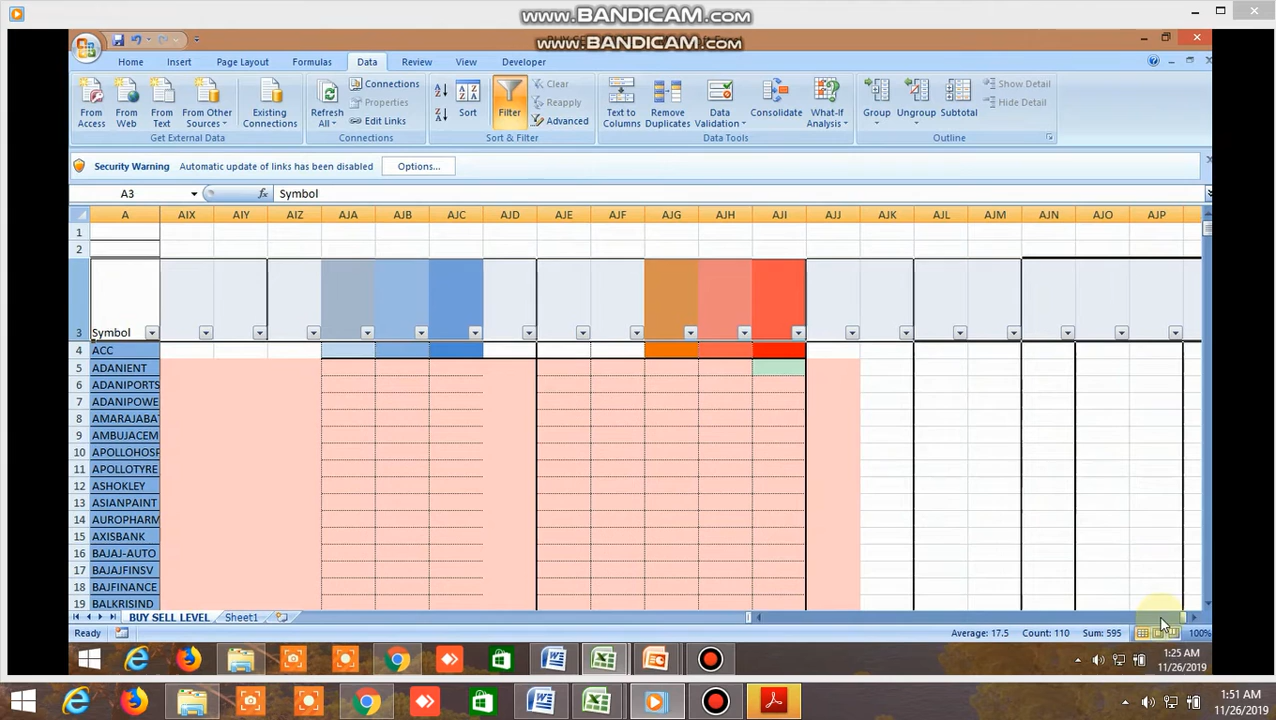 www.BANDICAM.com
www.BANDICAM.com
Home Insert Page Layout Formulas Data Review View Developer
From Access
From Web
From Text
From Other Sources
Existing Connections
Get External Data
Refresh All
Connections
Properties
Edit Links
Connections
Sort
Filter
Clear
Reapply
Advanced
Sort & Filter
Text to Columns
Remove Duplicates
Data Validation
Consolidate
What-If Analysis
Data Tools
Group
Ungroup
Subtotal
Show Detail
Hide Detail
Outline
Security Warning Automatic update of links has been disabled Options...
A3 fx Symbol
A AIX AIY AIZ AJA AJB AJC AJD AJE AJF AJG AJH AJI AJJ AJK AJL AJM AJN AJO AJP
1
2
3 Symbol
4 ACC
5 ADANIENT
6 ADANIPORTS
7 ADANIPOWE
8 AMARAJABA
9 AMBUJACEM
10 APOLLOHOSP
11 APOLLOTYRE
12 ASHOKLEY
13 ASIANPAINT
14 AUROPHARM
15 AXISBANK
16 BAJAJ-AUTO
17 BAJAJFINSV
18 BAJFINANCE
19 BALKRISIND
BUY SELL LEVEL Sheet1
Ready Average: 17.5 Count: 110 Sum: 595 100%
1:25 AM
11/26/2019
1:51 AM
11/26/2019